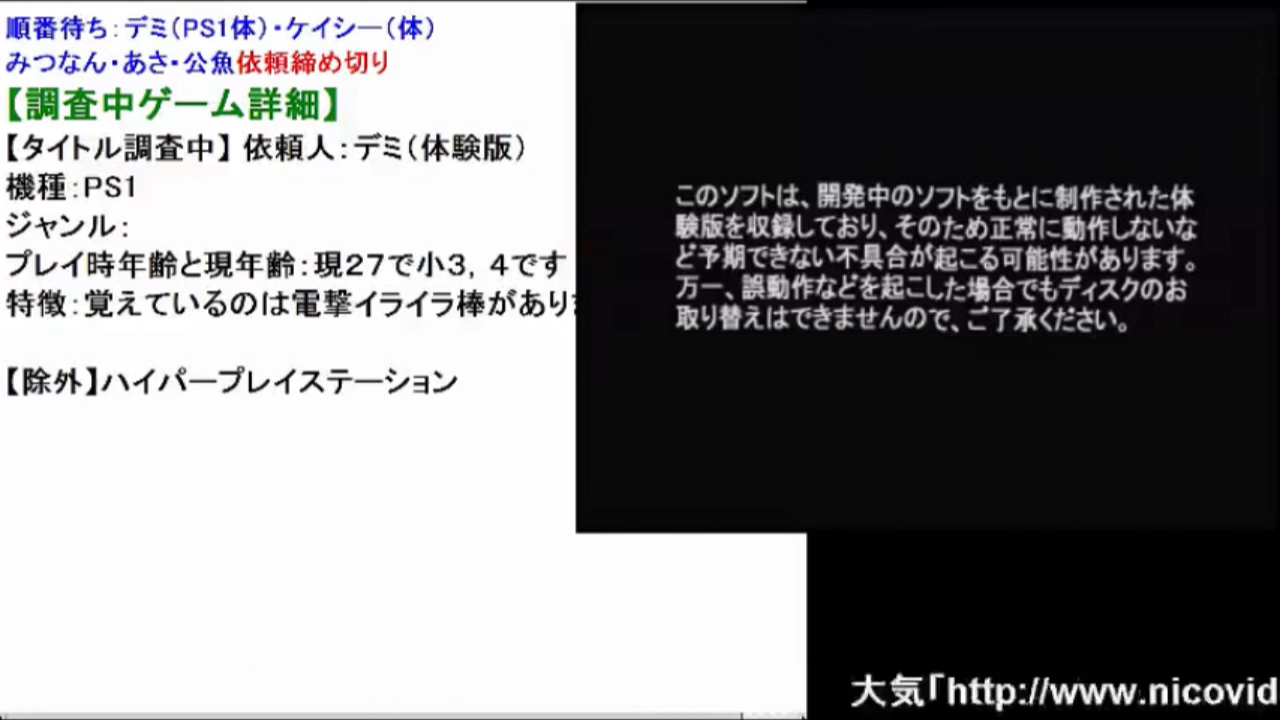 順番待ち:デミ(PS1体)・ケイシー(体)
みつなん・あさ・公魚依頼締め切り
【調査中ゲーム詳細】
【タイトル調査中】依頼人:デミ(体験版)
機種:PS1
ジャンル:
プレイ時年齢と現年齢:現27で小3，4です
特徴:覚えているのは電撃イライラ棒があり
【除外】ハイパープレイステーション
このソフトは、開発中のソフトをもとに制作された体
験版を収録しており、そのため正常に動作しないな
ど予期できない不具合が起こる可能性があります。
万一、誤動作などを起こした場合でもディスクのお
取り替えはできませんので、ご了承ください。
大気「http://www.nicovid